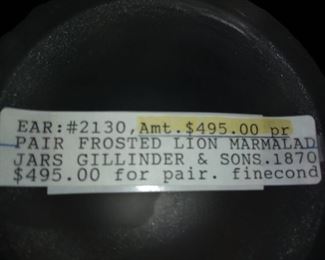 EAR:#2130,Amt.$495.00 pr
PAIR FROSTED LION MARMALAD
JARS GILLINDER & SONS.1870
$495.00 for pair. finecond